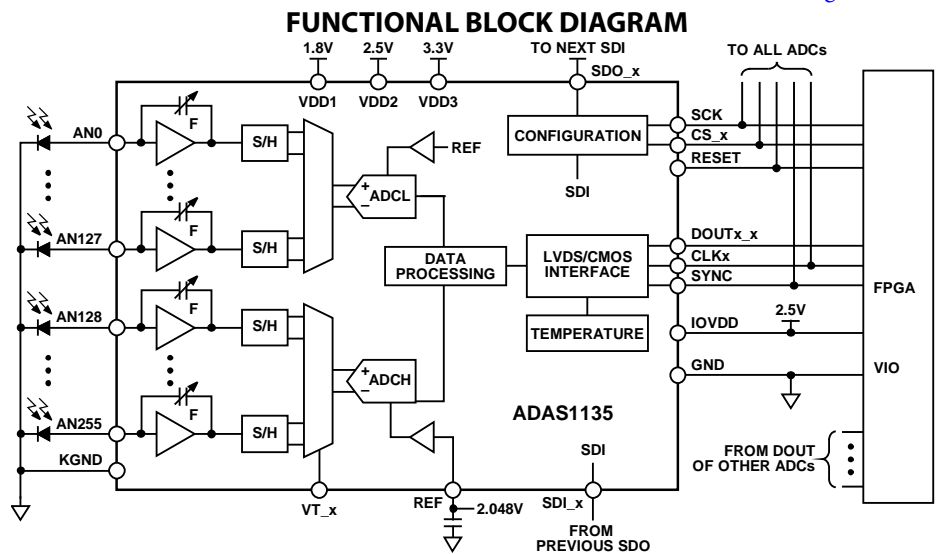 FUNCTIONAL BLOCK DIAGRAM
1.8V
2.5V
3.3V
TO NEXT SDI
TO ALL ADCs
SDO_x
VDD1
VDD2
VDD3
AN0
F
S/H
REF
CONFIGURATION
SCK
CS_x
RESET
SDI
+
–
ADCL
AN127
F
S/H
DATA
PROCESSING
LVDS/CMOS
INTERFACE
DOUTx_x
CLKx
SYNC
FPGA
AN128
F
S/H
TEMPERATURE
2.5V
IOVDD
GND
VIO
+
–
ADCH
AN255
F
S/H
ADAS1135
KGND
SDI
FROM DOUT
OF OTHER ADCs
VT_x
REF
2.048V
SDI_x
FROM
PREVIOUS SDO